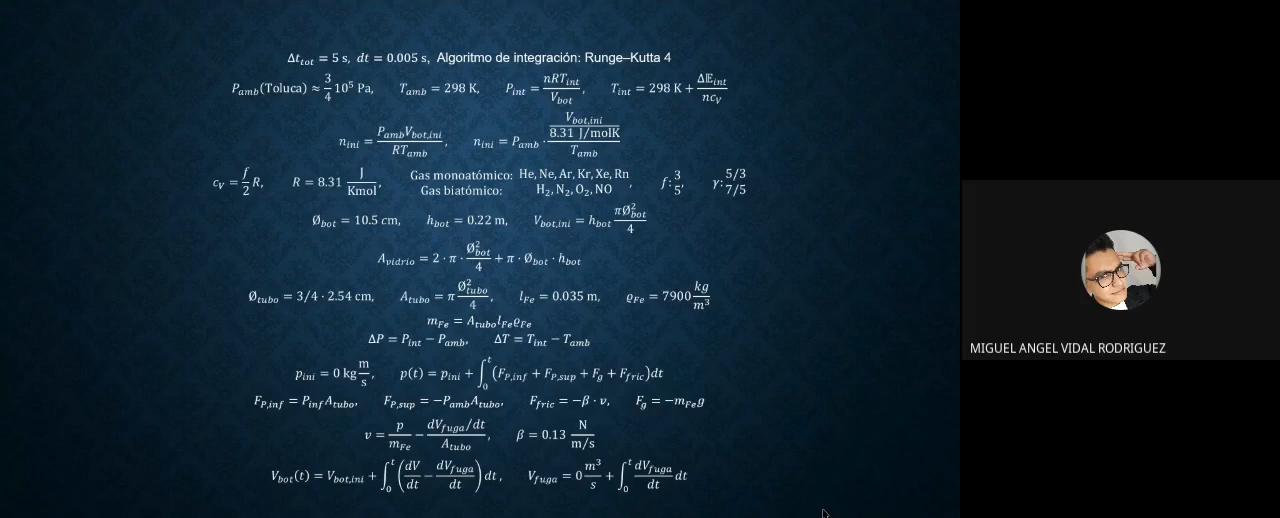 Δt_tot = 5 s, dt = 0.005 s, Algoritmo de integración: Runge–Kutta 4
P_amb(Toluca) ≈ 3/4 10⁵ Pa, T_amb = 298 K, P_int = nRT_int / V_bot, T_int = 298 K + Δ𝔼_int / nc_V
n_ini = P_amb V_bot,ini / RT_amb, n_ini = P_amb · (V_bot,ini / 8.31 J/molK) / T_amb
c_V = f/2 R, R = 8.31 J/Kmol, Gas monoatómico: He, Ne, Ar, Kr, Xe, Rn, f: 3, γ: 5/3
Gas biatómico: H₂, N₂, O₂, NO 5, 7/5
Ø_bot = 10.5 cm, h_bot = 0.22 m, V_bot,ini = h_bot πØ²_bot / 4
A_vidrio = 2 · π · Ø²_bot / 4 + π · Ø_bot · h_bot
Ø_tubo = 3/4 · 2.54 cm, A_tubo = π Ø²_tubo / 4, l_Fe = 0.035 m, ϱ_Fe = 7900 kg/m³
m_Fe = A_tubo l_Fe ϱ_Fe
ΔP = P_int − P_amb, ΔT = T_int − T_amb
p_ini = 0 kg m/s, p(t) = p_ini + ∫₀ᵗ (F_P,inf + F_P,sup + F_g + F_fric) dt
F_P,inf = P_inf A_tubo, F_P,sup = −P_amb A_tubo, F_fric = −β · v, F_g = −m_Fe g
v = p / m_Fe − dV_fuga/dt / A_tubo, β = 0.13 N / m/s
V_bot(t) = V_bot,ini + ∫₀ᵗ (dV/dt − dV_fuga/dt) dt , V_fuga = 0 m³/s + ∫₀ᵗ dV_fuga/dt dt
MIGUEL ANGEL VIDAL RODRIGUEZ